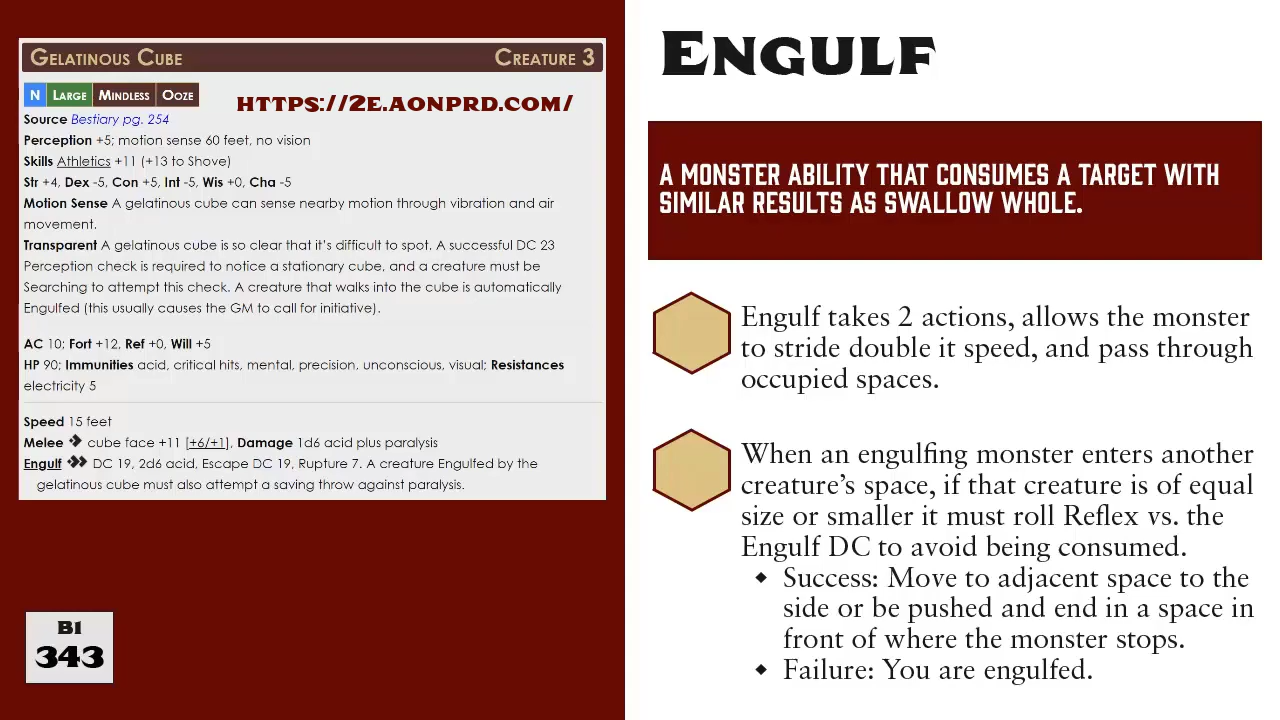 Gelatinous Cube Creature 3
N Large Mindless Ooze
https://2e.aonprd.com/
Source Bestiary pg. 254
Perception +5; motion sense 60 feet, no vision
Skills Athletics +11 (+13 to Shove)
Str +4, Dex -5, Con +5, Int -5, Wis +0, Cha -5
Motion Sense A gelatinous cube can sense nearby motion through vibration and air
movement.
Transparent A gelatinous cube is so clear that it's difficult to spot. A successful DC 23
Perception check is required to notice a stationary cube, and a creature must be
Searching to attempt this check. A creature that walks into the cube is automatically
Engulfed (this usually causes the GM to call for initiative).
AC 10; Fort +12, Ref +0, Will +5
HP 90; Immunities acid, critical hits, mental, precision, unconscious, visual; Resistances
electricity 5
Speed 15 feet
Melee cube face +11 [+6/+1], Damage 1d6 acid plus paralysis
Engulf DC 19, 2d6 acid, Escape DC 19, Rupture 7. A creature Engulfed by the
gelatinous cube must also attempt a saving throw against paralysis.
B1
343
Engulf
A MONSTER ABILITY THAT CONSUMES A TARGET WITH
SIMILAR RESULTS AS SWALLOW WHOLE.
Engulf takes 2 actions, allows the monster
to stride double it speed, and pass through
occupied spaces.
When an engulfing monster enters another
creature's space, if that creature is of equal
size or smaller it must roll Reflex vs. the
Engulf DC to avoid being consumed.
Success: Move to adjacent space to the
side or be pushed and end in a space in
front of where the monster stops.
Failure: You are engulfed.